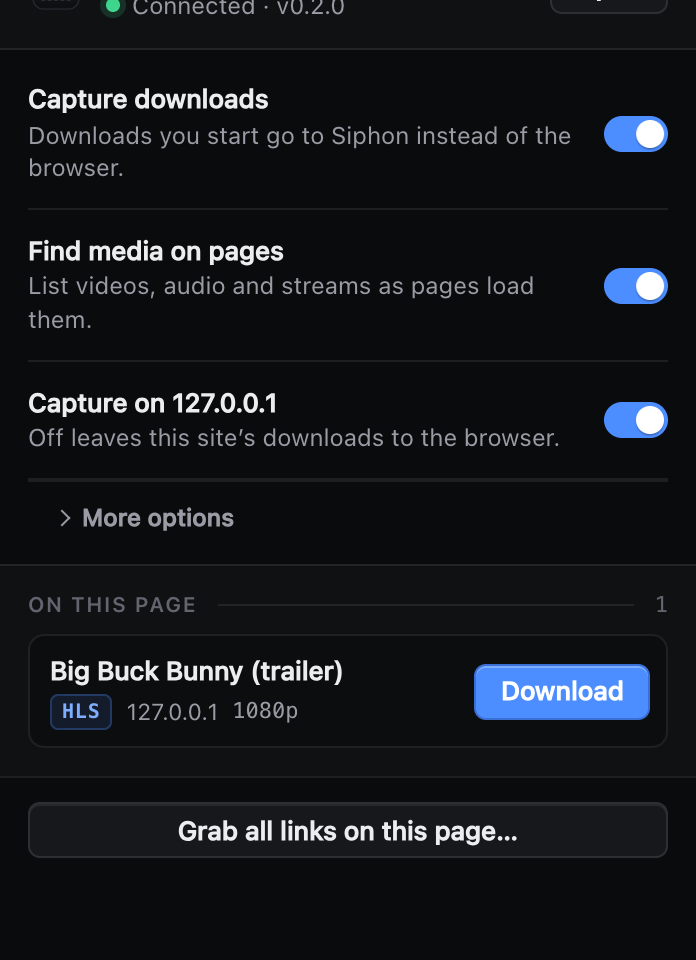 Connected · v0.2.0
Capture downloads
Downloads you start go to Siphon instead of the
browser.
Find media on pages
List videos, audio and streams as pages load
them.
Capture on 127.0.0.1
Off leaves this site’s downloads to the browser.
More options
ON THIS PAGE 1
Big Buck Bunny (trailer)
HLS 127.0.0.1 1080p
Download
Grab all links on this page...